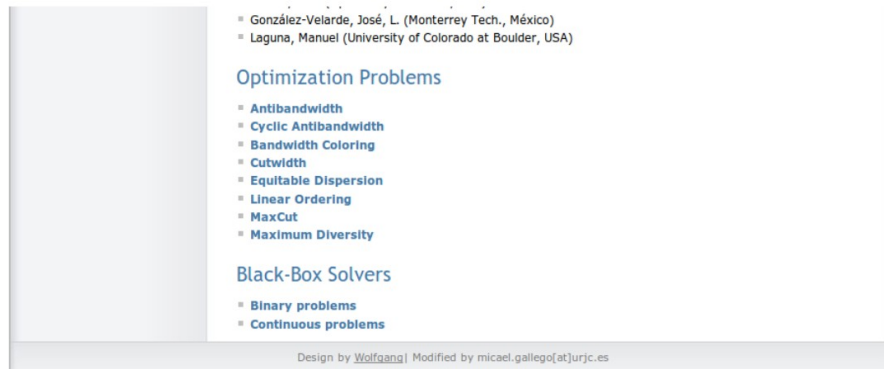 González-Velarde, José, L. (Monterrey Tech., México)
Laguna, Manuel (University of Colorado at Boulder, USA)
Optimization Problems
Antibandwidth
Cyclic Antibandwidth
Bandwidth Coloring
Cutwidth
Equitable Dispersion
Linear Ordering
MaxCut
Maximum Diversity
Black-Box Solvers
Binary problems
Continuous problems
Design by Wolfgang| Modified by micael.gallego[at]urjc.es